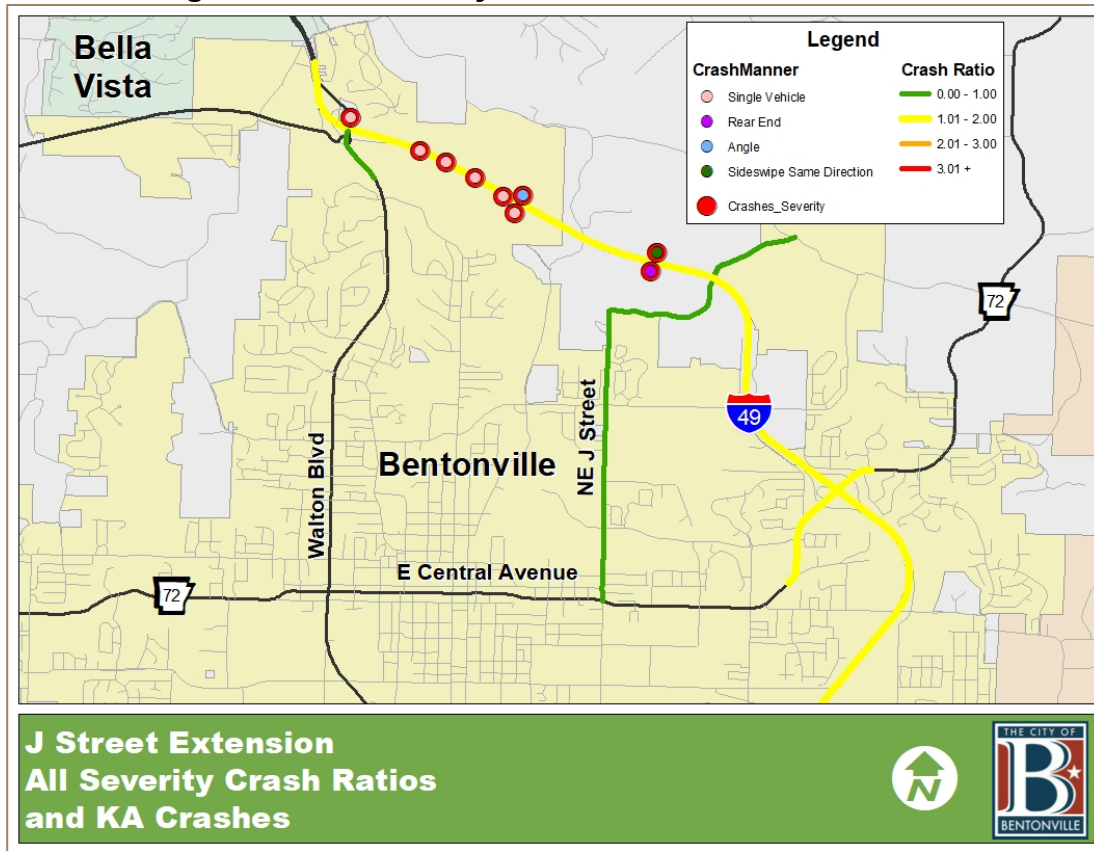 Bella
Vista
Legend
CrashManner
Single Vehicle
Rear End
Angle
Sideswipe Same Direction
Crashes_Severity
Crash Ratio
0.00 - 1.00
1.01 - 2.00
2.01 - 3.00
3.01 +
72
49
NE J Street
Walton Blvd
Bentonville
E Central Avenue
72
J Street Extension
All Severity Crash Ratios
and KA Crashes
N
THE CITY OF
B
BENTONVILLE